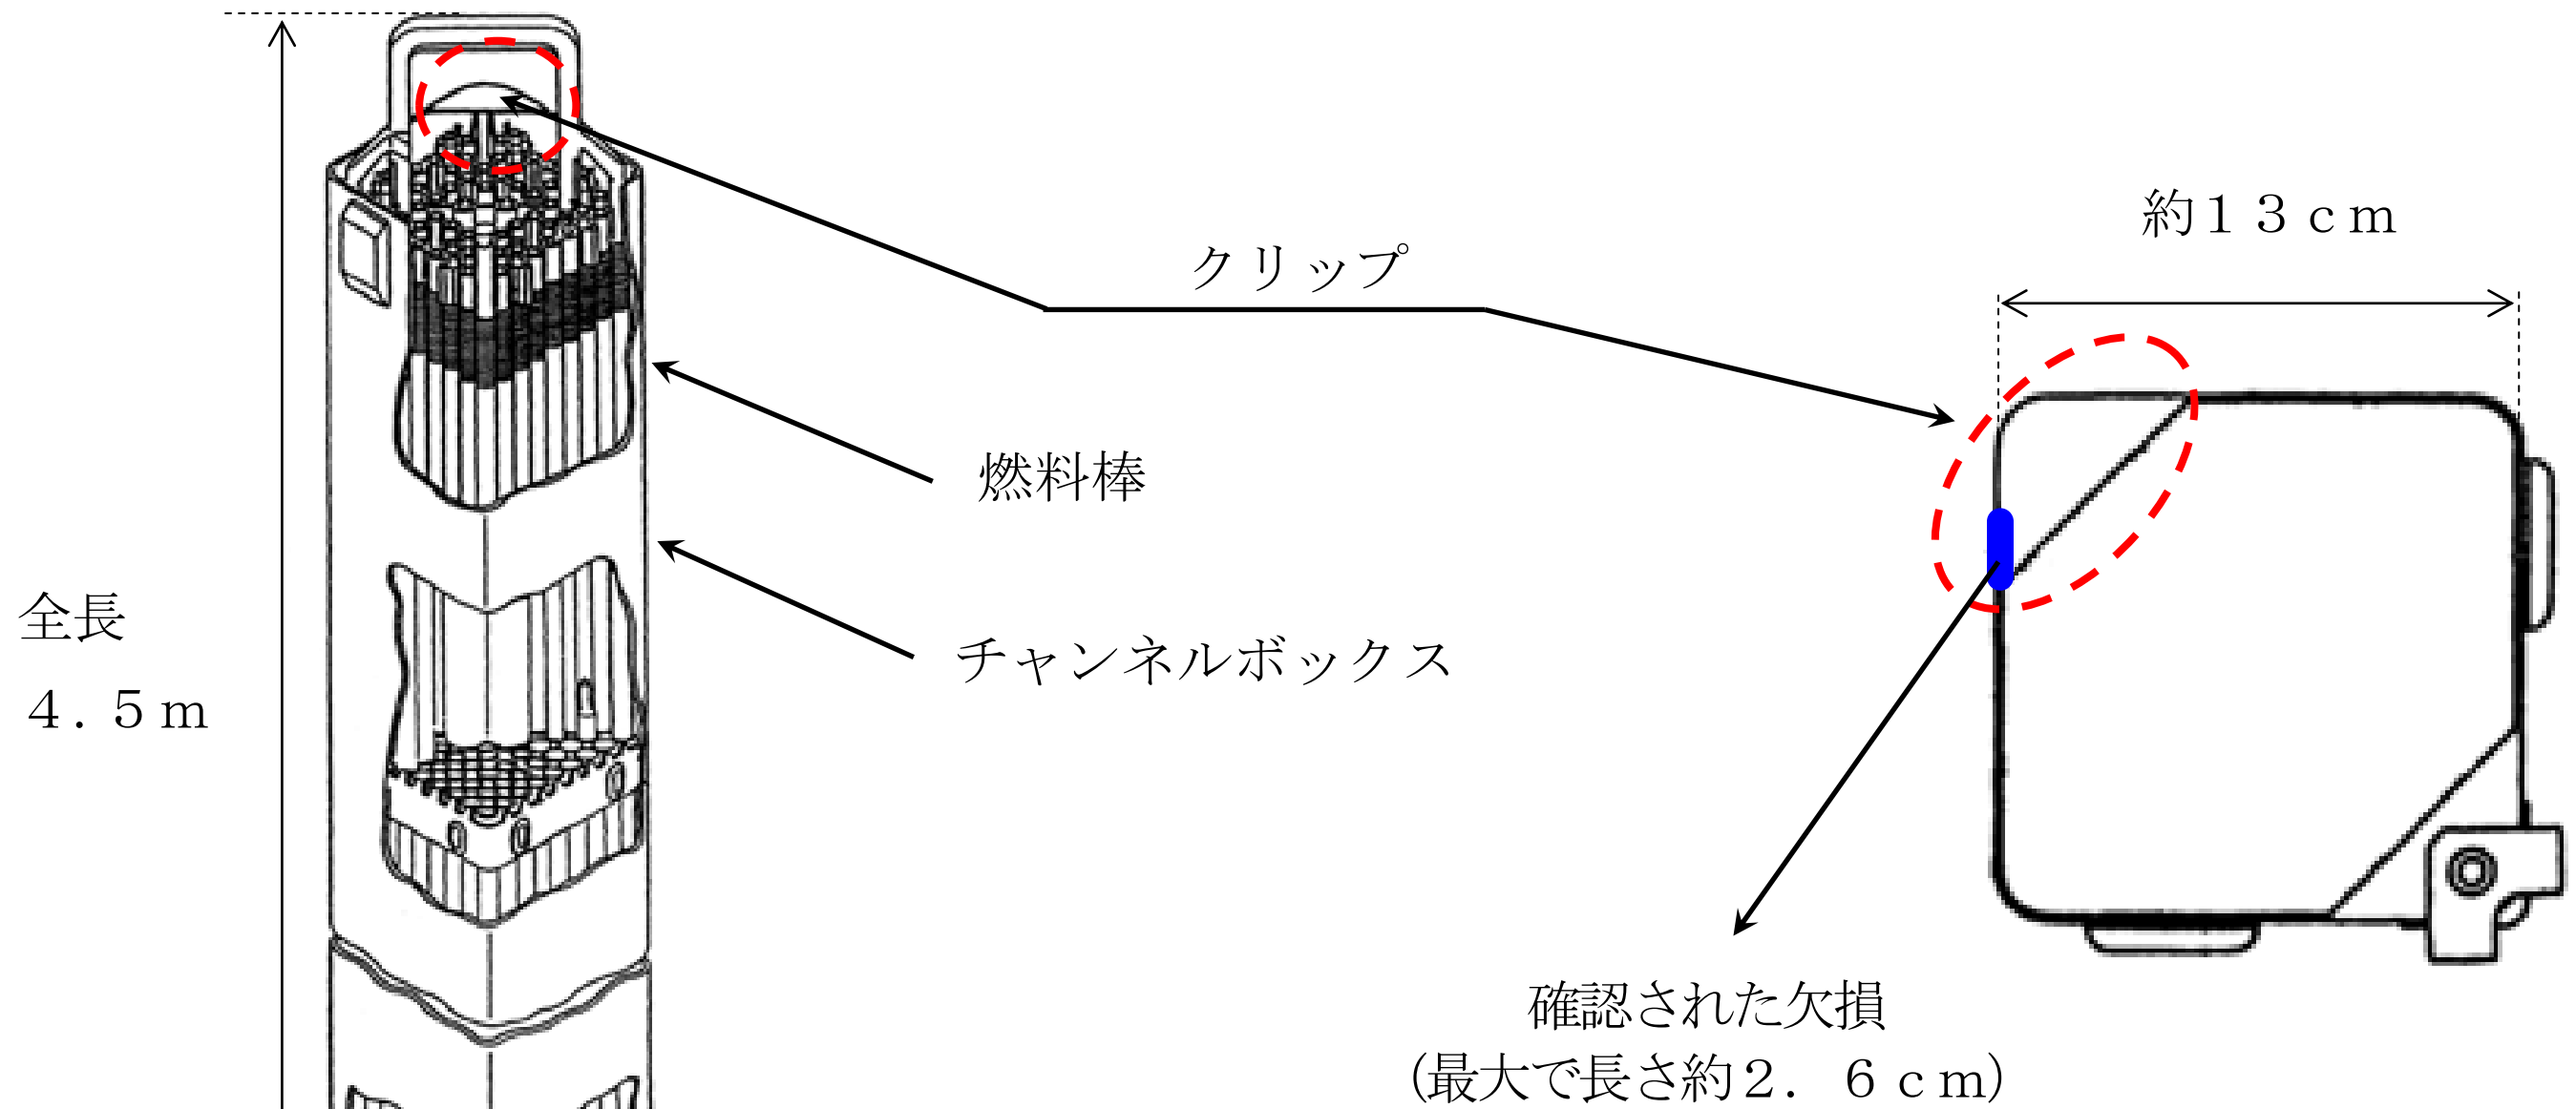 約１３ｃｍ
クリップ
燃料棒
全長
４.５ｍ
チャンネルボックス
確認された欠損
(最大で長さ約２．６ｃｍ)